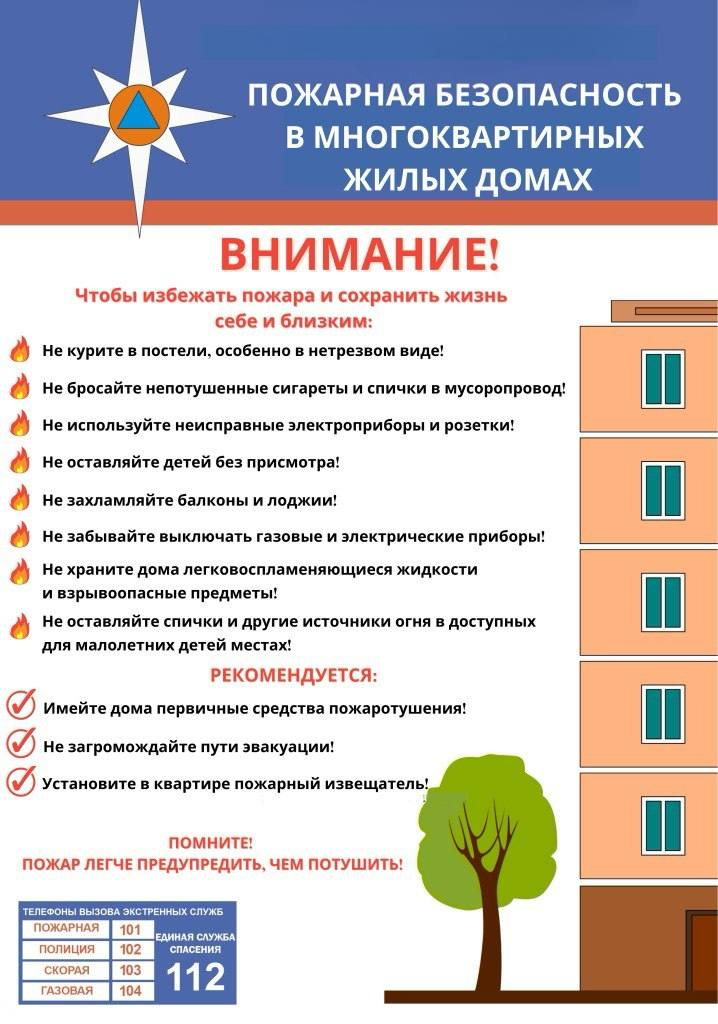 ПОЖАРНАЯ БЕЗОПАСНОСТЬ
В МНОГОКВАРТИРНЫХ
ЖИЛЫХ ДОМАХ
ВНИМАНИЕ!
Чтобы избежать пожара и сохранить жизнь
себе и близким:
Не курите в постели, особенно в нетрезвом виде!
Не бросайте непотушенные сигареты и спички в мусоропровод!
Не используйте неисправные электроприборы и розетки!
Не оставляйте детей без присмотра!
Не захламляйте балконы и лоджии!
Не забывайте выключать газовые и электрические приборы!
Не храните дома легковоспламеняющиеся жидкости
и взрывоопасные предметы!
Не оставляйте спички и другие источники огня в доступных
для малолетних детей местах!
РЕКОМЕНДУЕТСЯ:
Имейте дома первичные средства пожаротушения!
Не загромождайте пути эвакуации!
Установите в квартире пожарный извещатель!
ПОМНИТЕ!
ПОЖАР ЛЕГЧЕ ПРЕДУПРЕДИТЬ, ЧЕМ ПОТУШИТЬ!
ТЕЛЕФОНЫ ВЫЗОВА ЭКСТРЕННЫХ СЛУЖБ
ПОЖАРНАЯ 101
ПОЛИЦИЯ 102
СКОРАЯ 103
ГАЗОВАЯ 104
ЕДИНАЯ СЛУЖБА
СПАСЕНИЯ
112